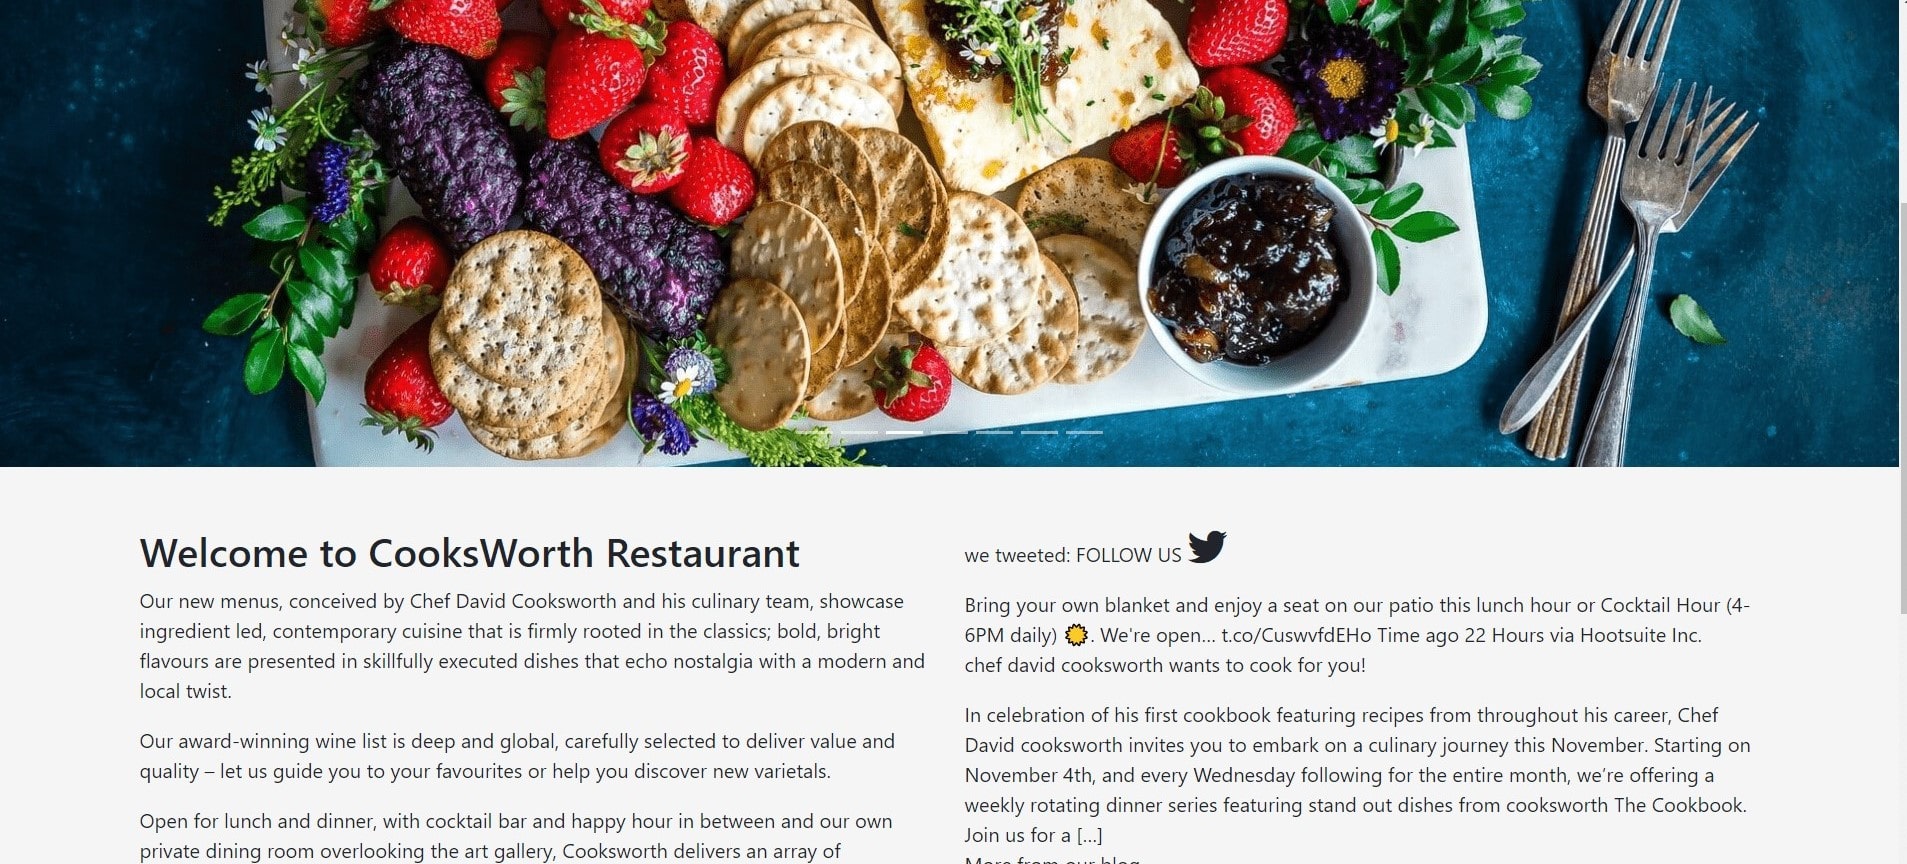 Welcome to CooksWorth Restaurant
Our new menus, conceived by Chef David Cooksworth and his culinary team, showcase
ingredient led, contemporary cuisine that is firmly rooted in the classics; bold, bright
flavours are presented in skillfully executed dishes that echo nostalgia with a modern and
local twist.
Our award-winning wine list is deep and global, carefully selected to deliver value and
quality – let us guide you to your favourites or help you discover new varietals.
Open for lunch and dinner, with cocktail bar and happy hour in between and our own
private dining room overlooking the art gallery, Cooksworth delivers an array of
we tweeted: FOLLOW US
Bring your own blanket and enjoy a seat on our patio this lunch hour or Cocktail Hour (4-
6PM daily) . We're open... t.co/CuswvfdEHo Time ago 22 Hours via Hootsuite Inc.
chef david cooksworth wants to cook for you!
In celebration of his first cookbook featuring recipes from throughout his career, Chef
David cooksworth invites you to embark on a culinary journey this November. Starting on
November 4th, and every Wednesday following for the entire month, we’re offering a
weekly rotating dinner series featuring stand out dishes from cooksworth The Cookbook.
Join us for a [...]
More from our blog